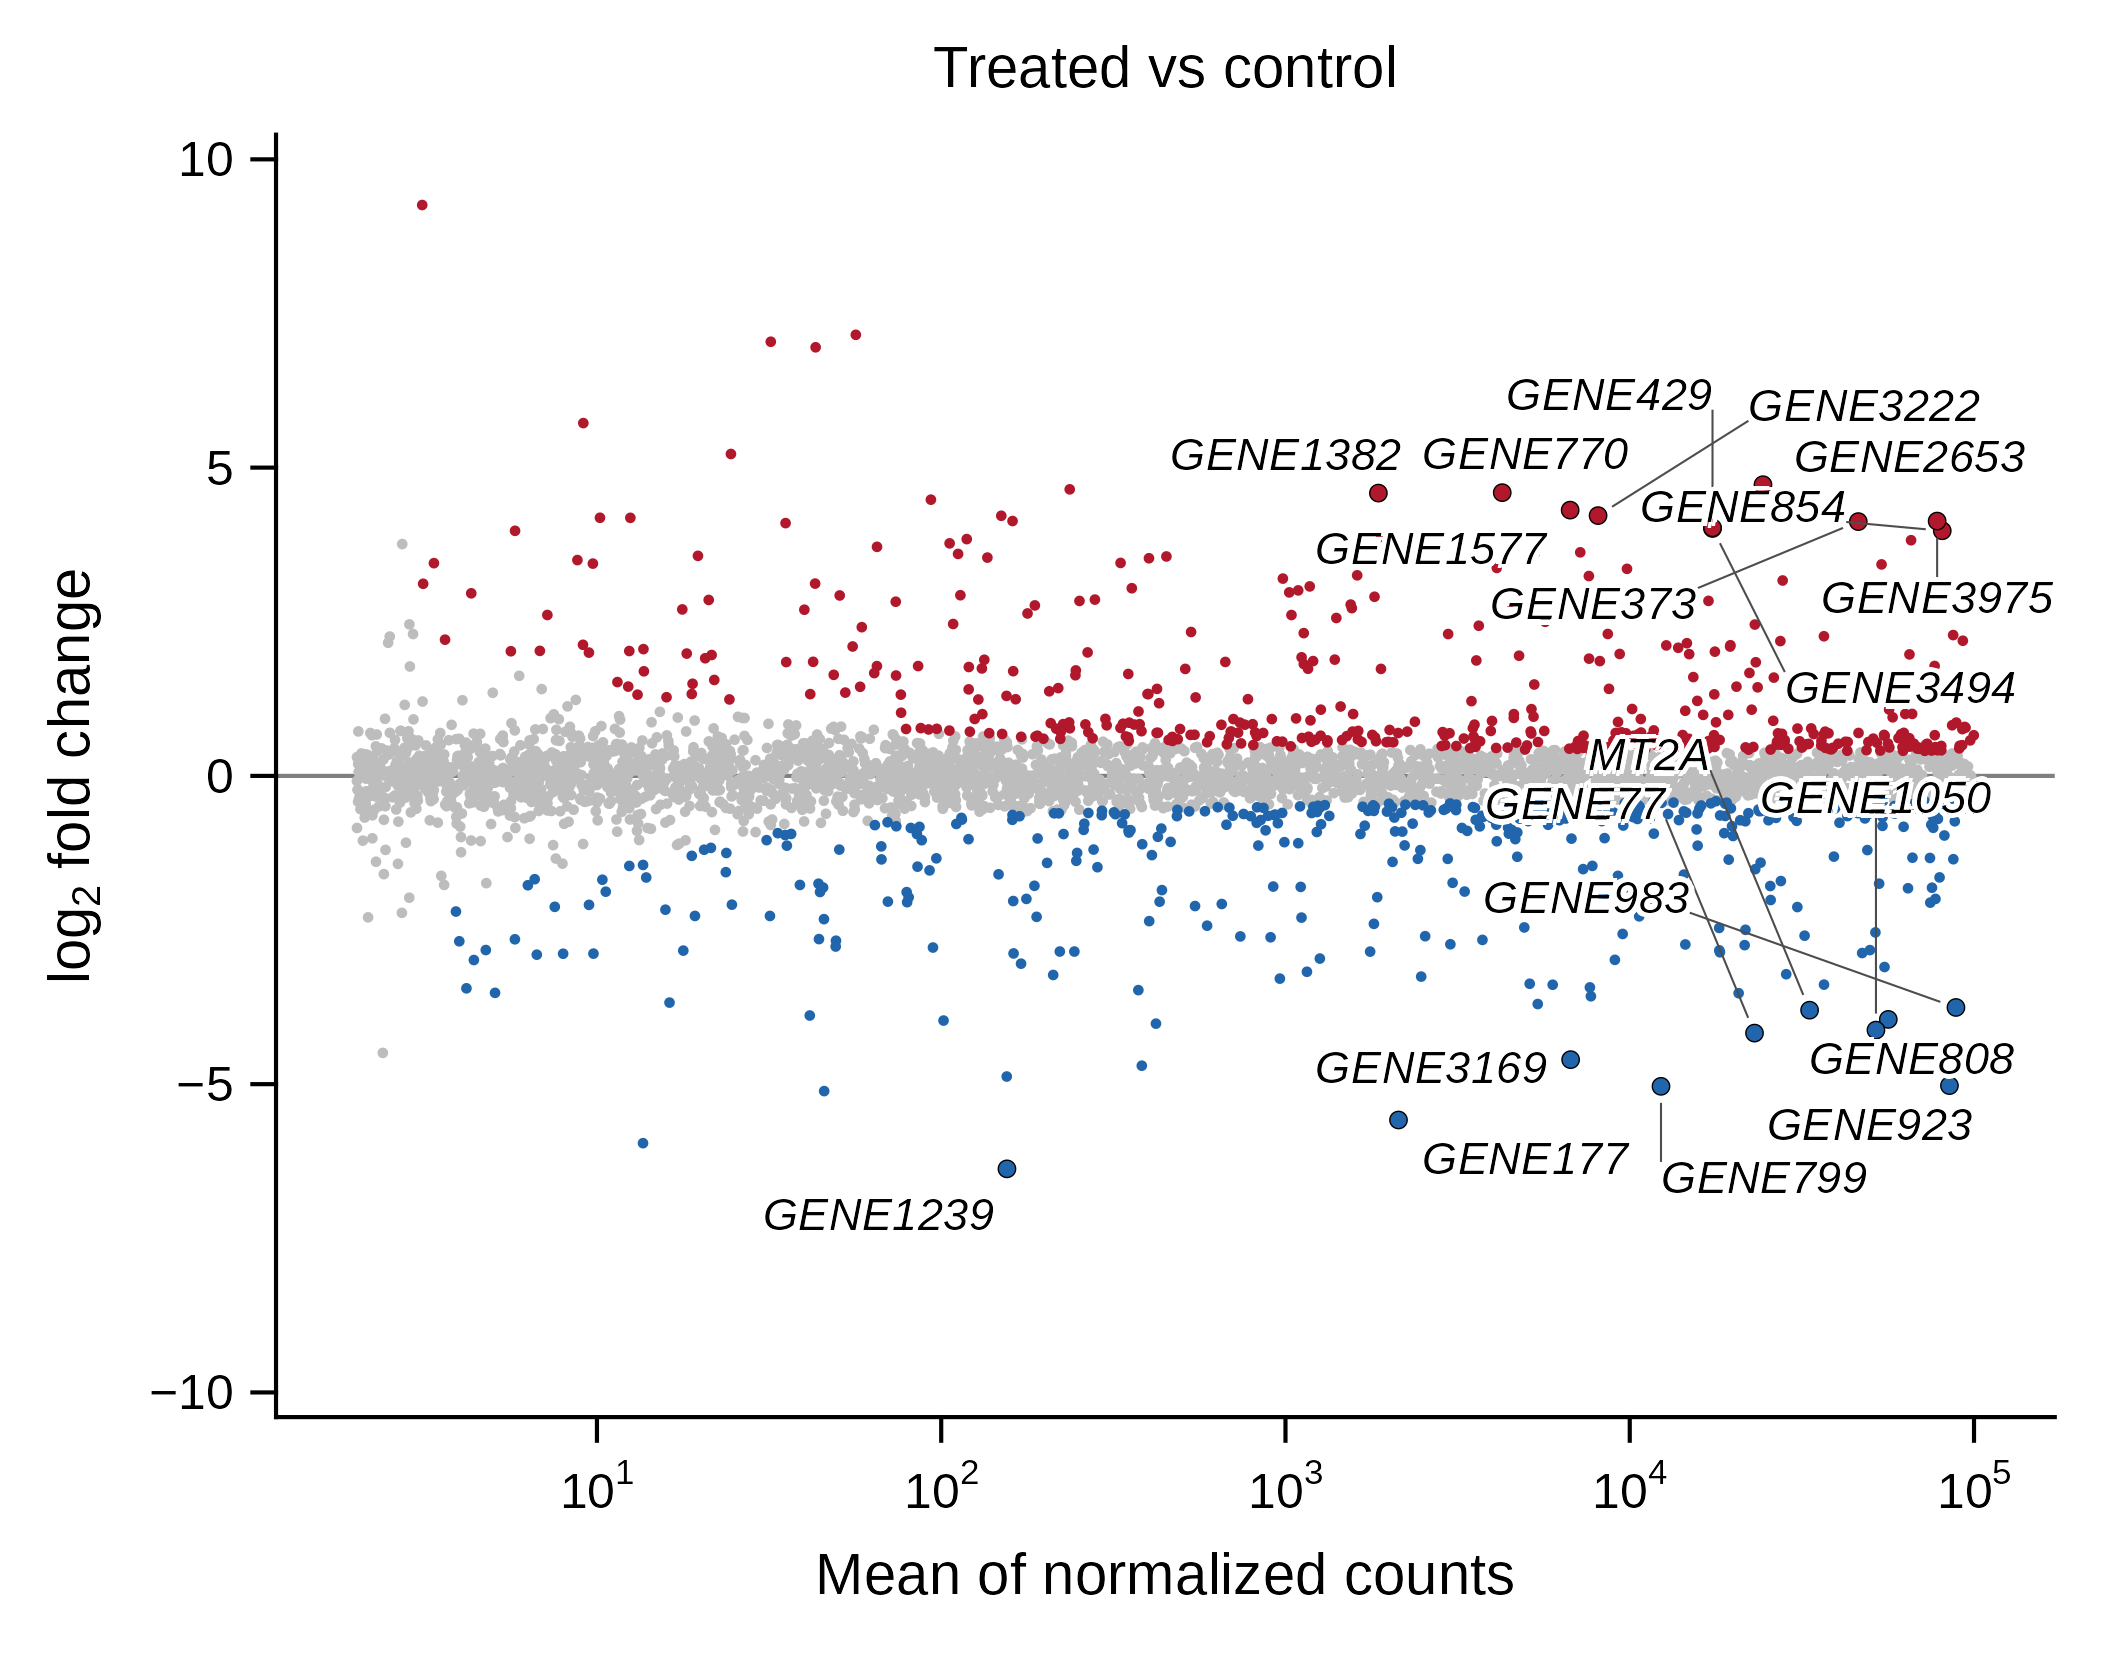 Treated vs control
10
5
0
−5
−10
log2 fold change
GENE429
GENE3222
GENE1382
GENE770
GENE2653
GENE854
GENE1577
GENE373
GENE3975
GENE3494
MT2A
GENE77
GENE1050
GENE983
GENE3169
GENE808
GENE923
GENE177
GENE799
GENE1239
10^1
10^2
10^3
10^4
10^5
Mean of normalized counts